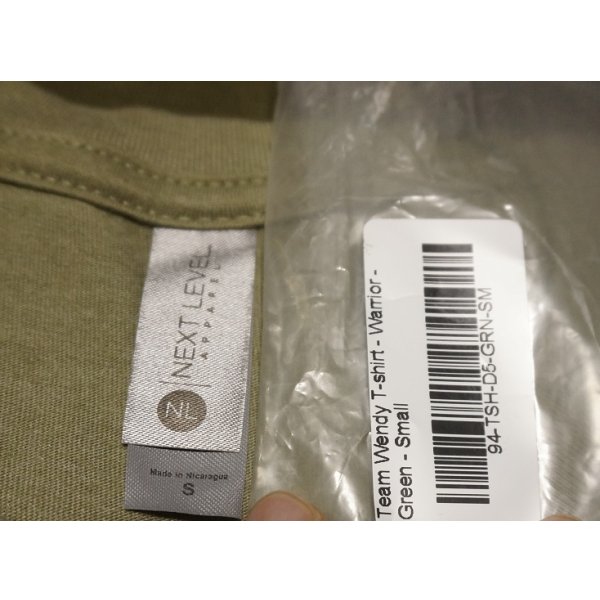 NEXT LEVEL
APPAREL
NL
Made in Nicaragua
S
Team Wendy T-shirt - Warrior -
Green - Small
94-TSH-D5-GRN-SM